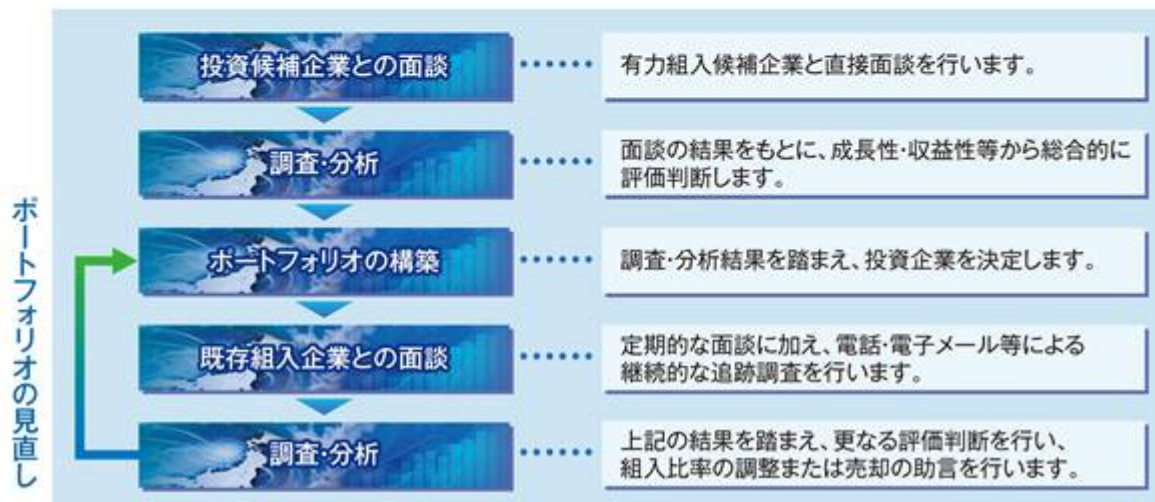 投資候補企業との面談
有力組入候補企業と直接面談を行います。
調査・分析
面談の結果をもとに、成長性・収益性等から総合的に
評価判断します。
ポートフォリオの構築
調査・分析結果を踏まえ、投資企業を決定します。
既存組入企業との面談
定期的な面談に加え、電話・電子メール等による
継続的な追跡調査を行います。
調査・分析
上記の結果を踏まえ、更なる評価判断を行い、
組入比率の調整または売却の助言を行います。
ポートフォリオの見直し